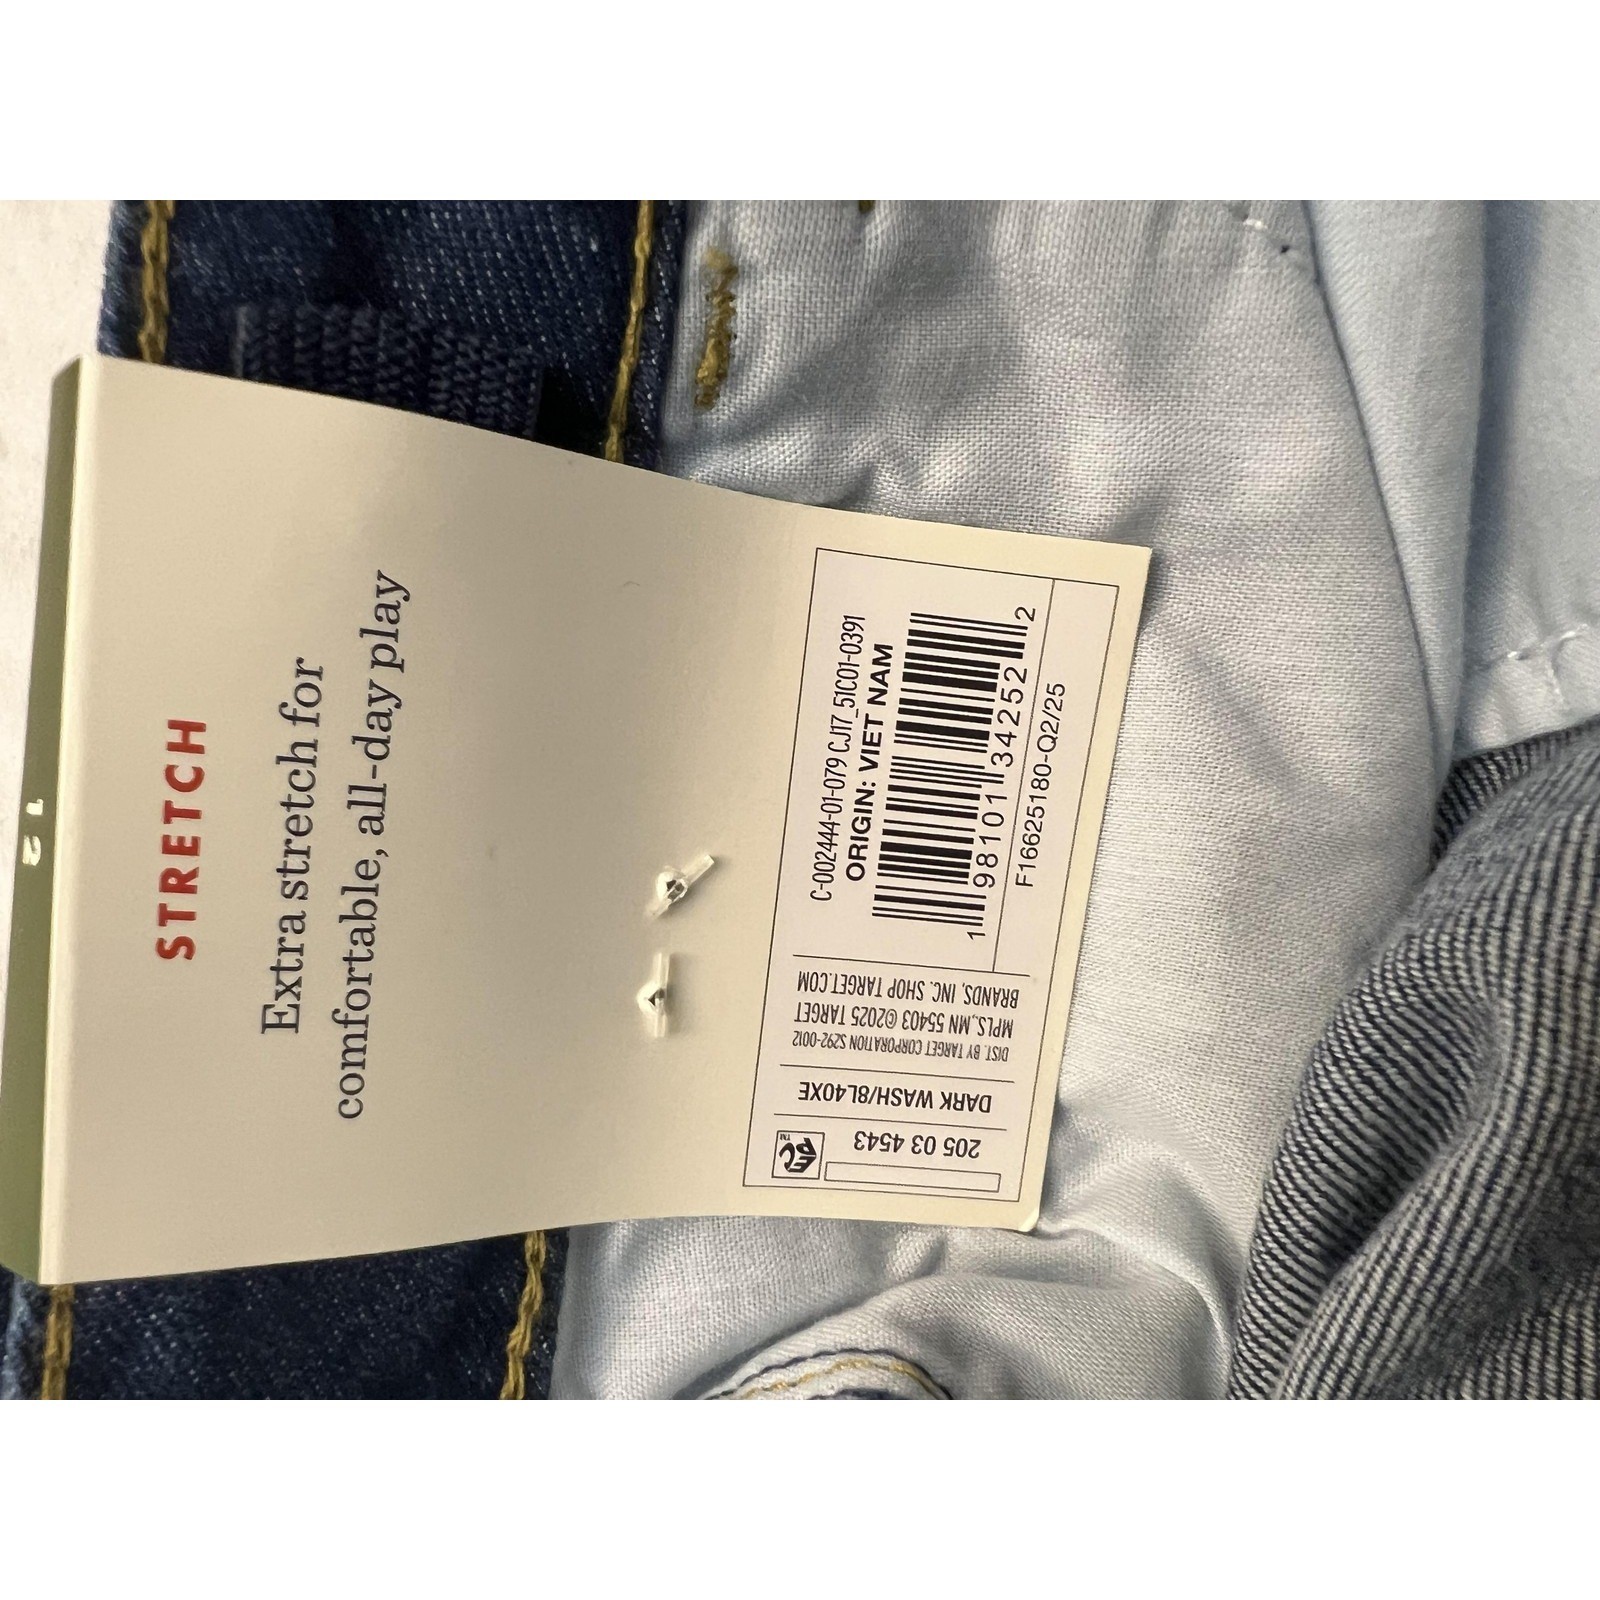 12
STRETCH
Extra stretch for
comfortable, all-day play
C-002444-01-079 CJ17_51C01-0391
ORIGIN: VIET NAM
1 98101 34252 2
F16625180-Q2/25
205 03 4543
DARK WASH/8L40XE
DIST. BY TARGET CORPORATION S292-0012
MPLS., MN 55403 ©2025 TARGET
BRANDS, INC. SHOP TARGET.COM